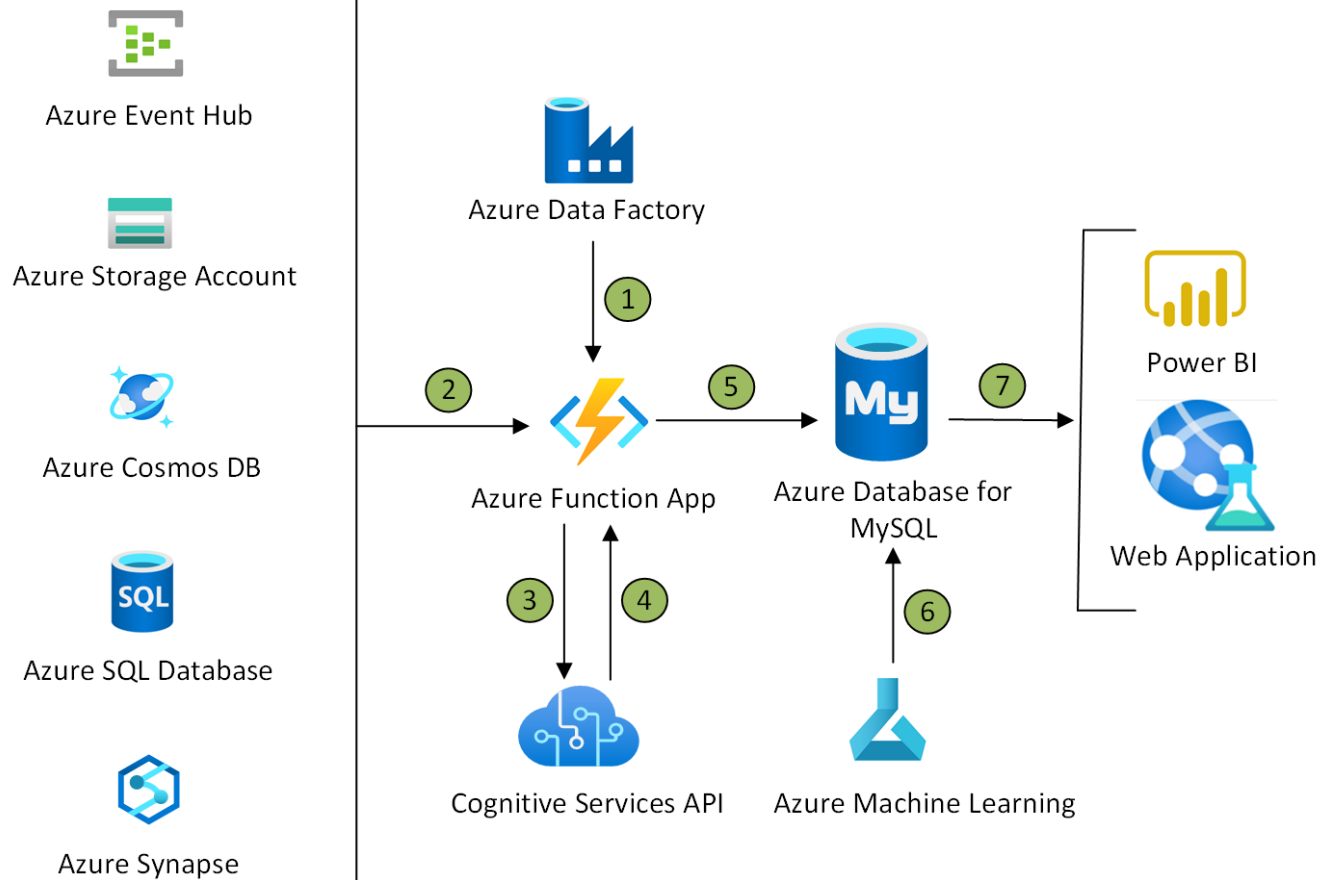 Azure Event Hub
Azure Storage Account
Azure Cosmos DB
SQL
Azure SQL Database
Azure Synapse
Azure Data Factory
1
2
Azure Function App
3
4
Cognitive Services API
5
My
Azure Database for
MySQL
6
Azure Machine Learning
7
Power BI
Web Application